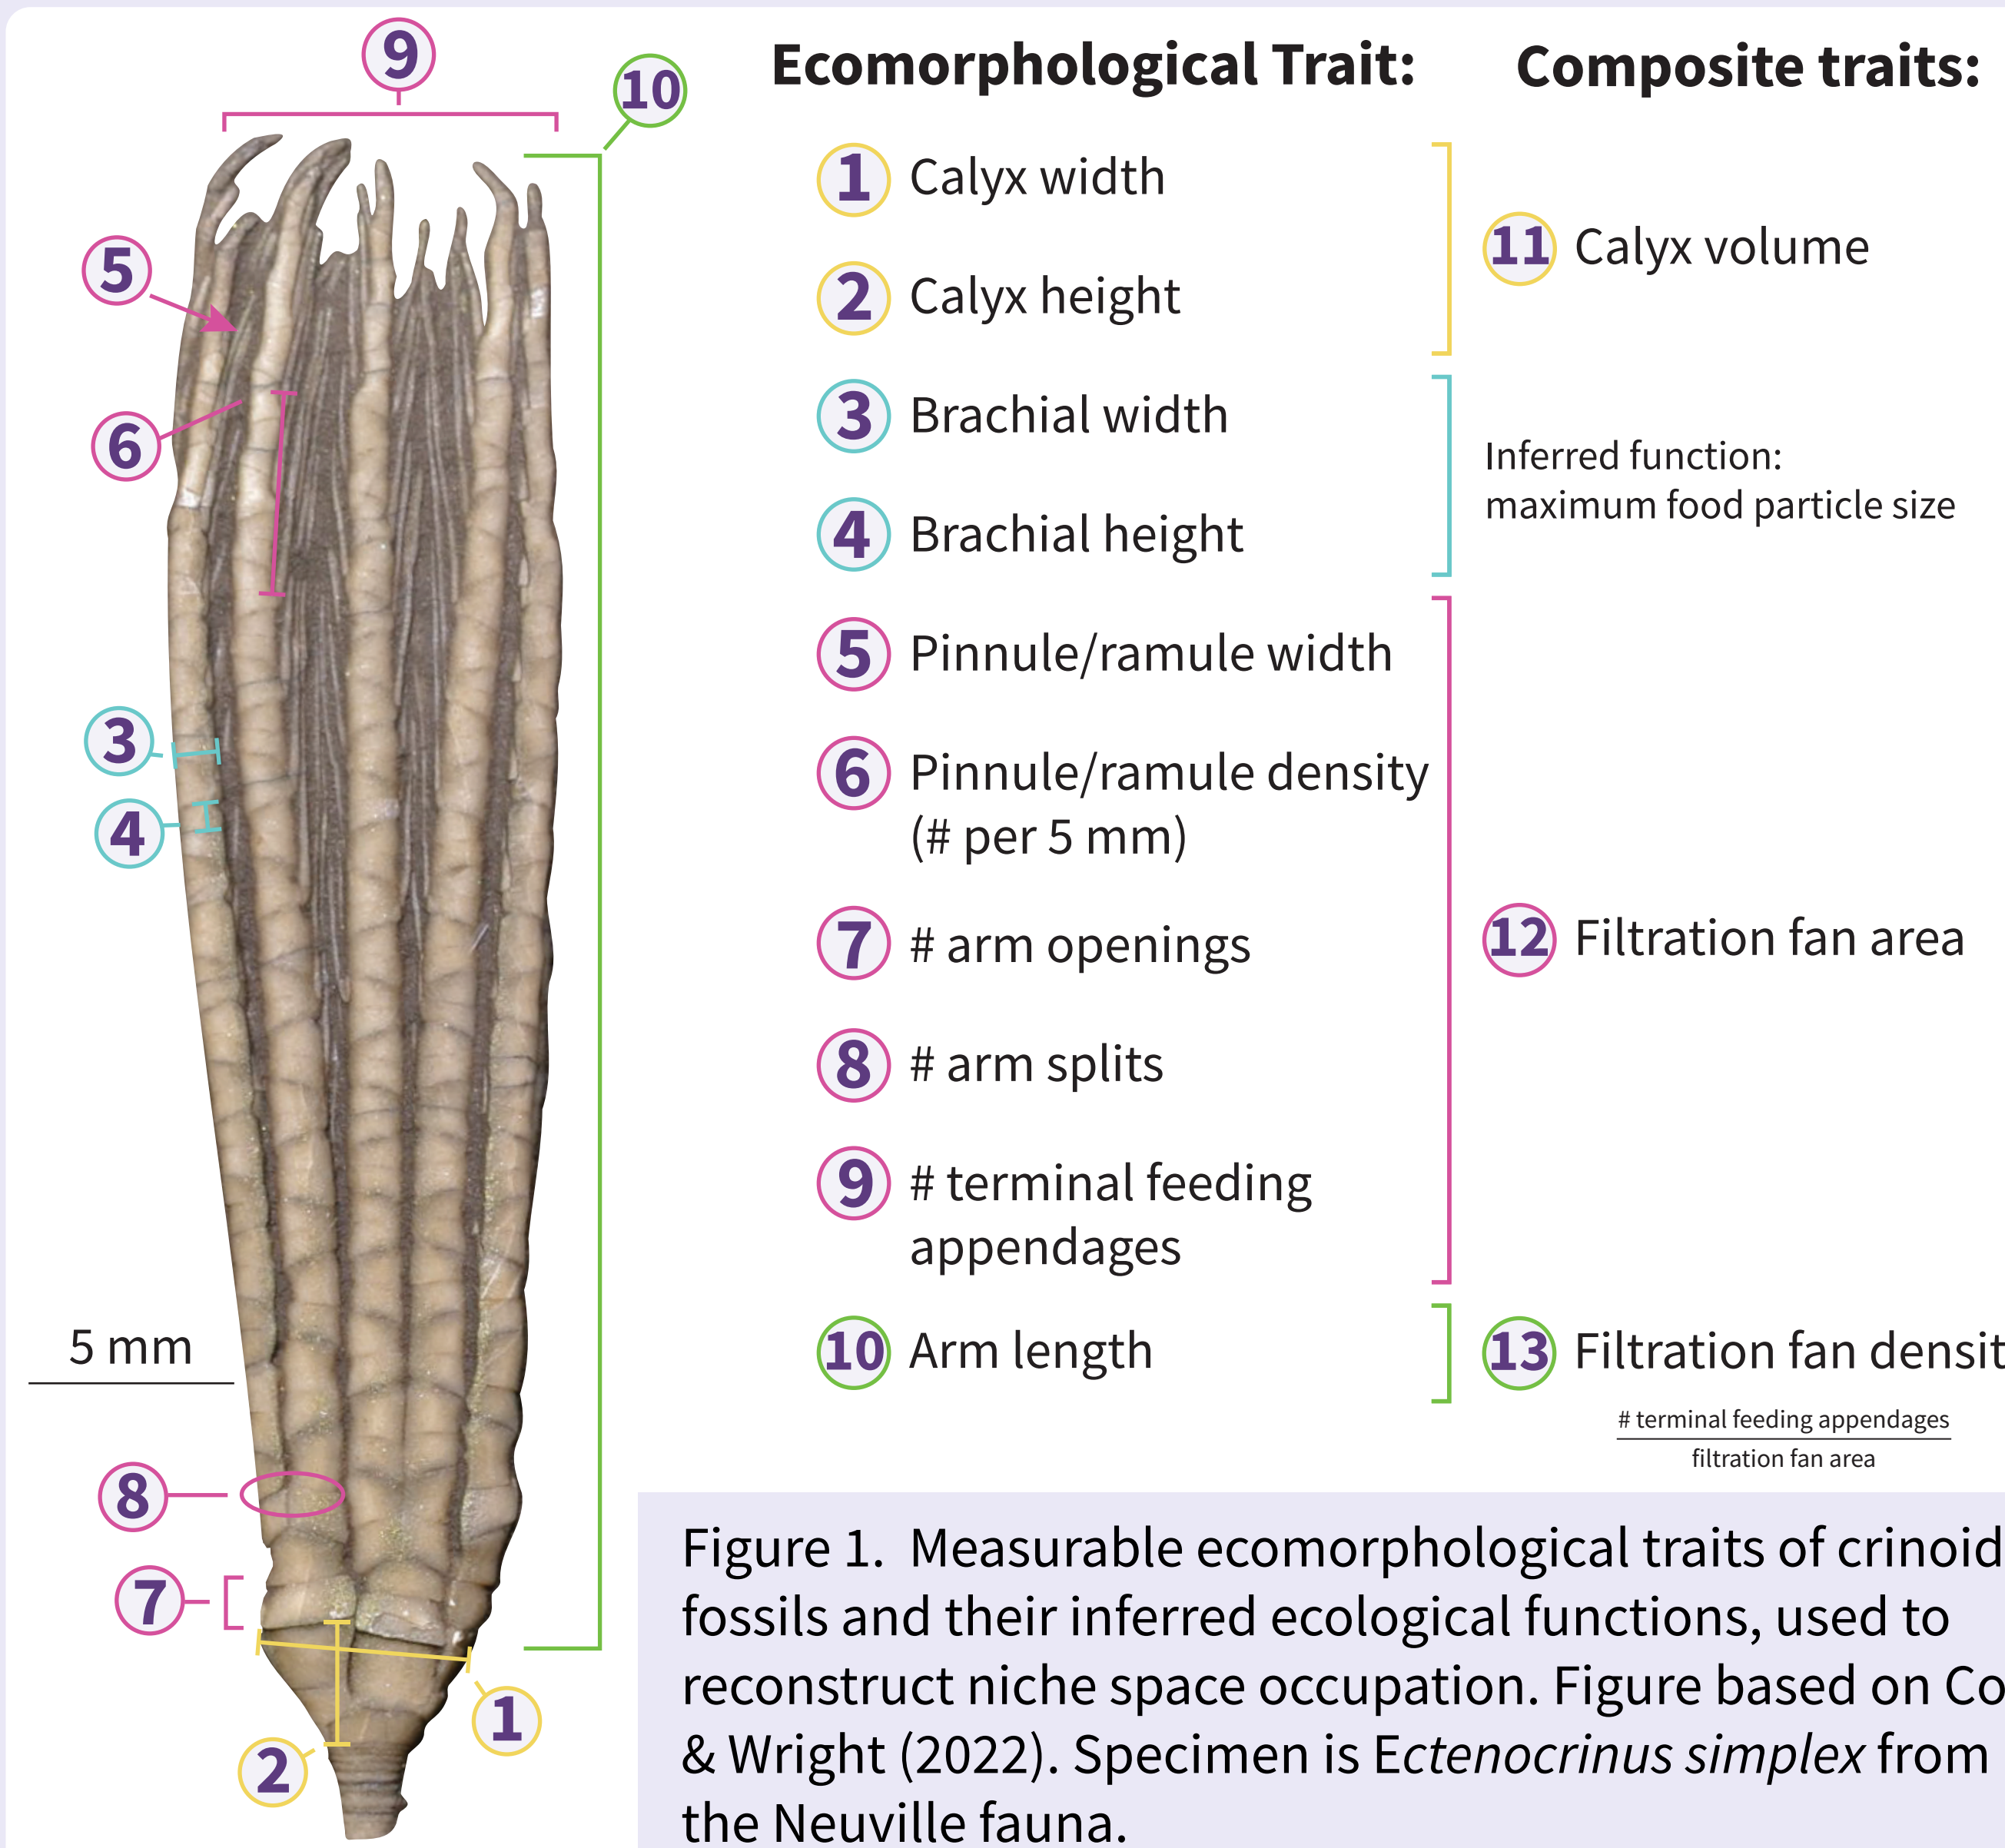 9
10
5
6
3
4
5 mm
8
7
1
2
Ecomorphological Trait:
1 Calyx width
2 Calyx height
3 Brachial width
4 Brachial height
5 Pinnule/ramule width
6 Pinnule/ramule density
(# per 5 mm)
7 # arm openings
8 # arm splits
9 # terminal feeding
appendages
10 Arm length
Composite traits:
11 Calyx volume
Inferred function:
maximum food particle size
12 Filtration fan area
13 Filtration fan densit
# terminal feeding appendages
filtration fan area
Figure 1. Measurable ecomorphological traits of crinoid
fossils and their inferred ecological functions, used to
reconstruct niche space occupation. Figure based on Co
& Wright (2022). Specimen is Ectenocrinus simplex from
the Neuville fauna.